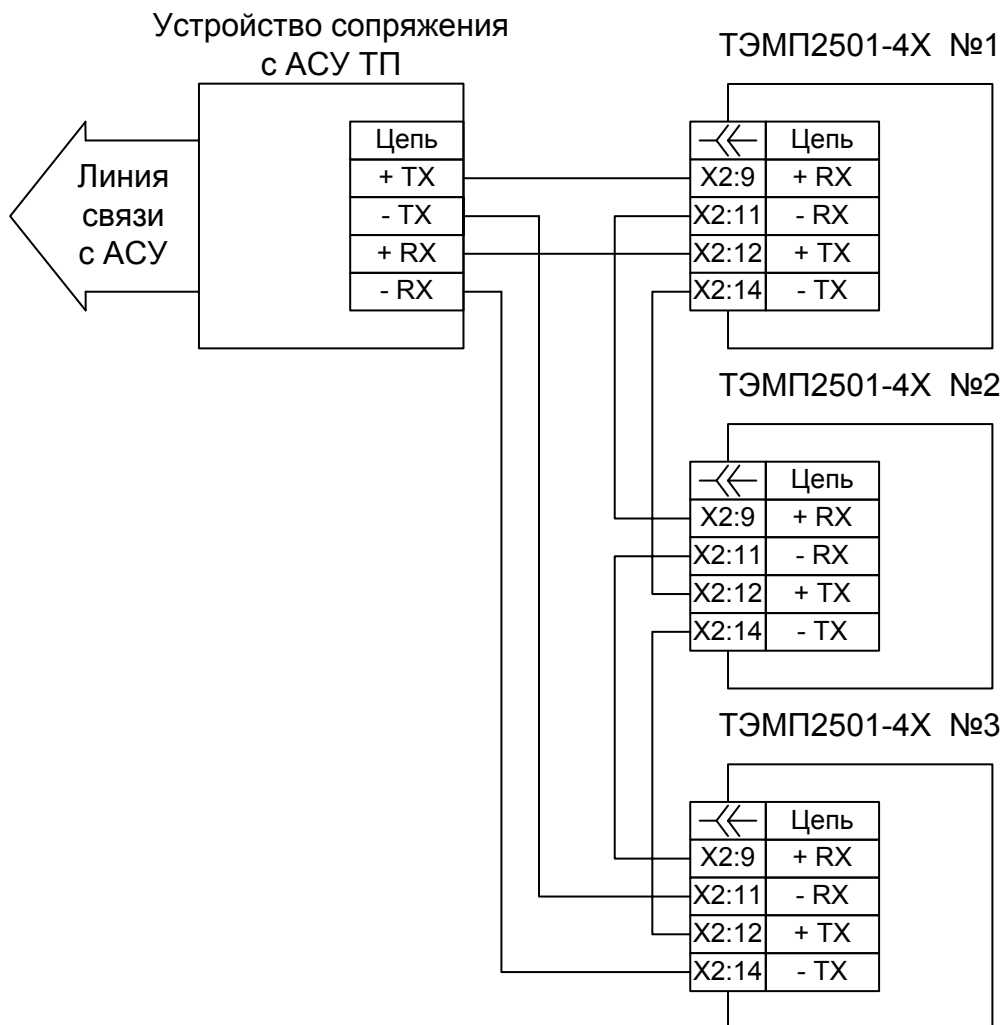 Устройство сопряжения
с АСУ ТП
Линия
связи
с АСУ
Цепь
+ TX
- TX
+ RX
- RX
ТЭМП2501-4Х №1
Цепь
X2:9 + RX
X2:11 - RX
X2:12 + TX
X2:14 - TX
ТЭМП2501-4Х №2
Цепь
X2:9 + RX
X2:11 - RX
X2:12 + TX
X2:14 - TX
ТЭМП2501-4Х №3
Цепь
X2:9 + RX
X2:11 - RX
X2:12 + TX
X2:14 - TX